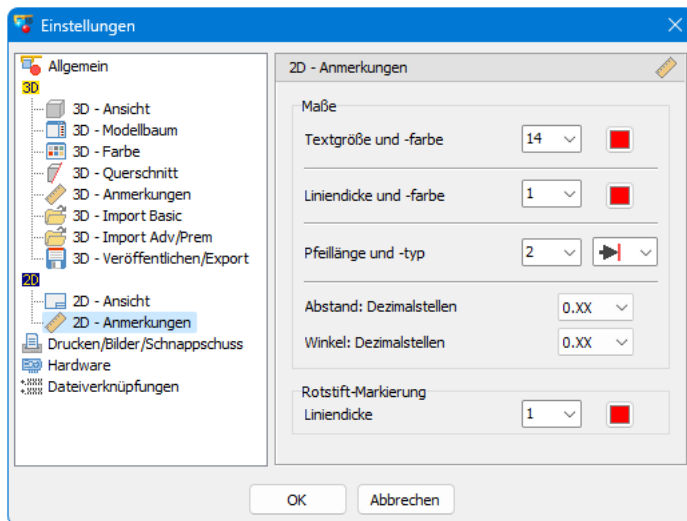 Einstellungen
Allgemein
3D
3D - Ansicht
3D - Modellbaum
3D - Farbe
3D - Querschnitt
3D - Anmerkungen
3D - Import Basic
3D - Import Adv/Prem
3D - Veröffentlichen/Export
2D
2D - Ansicht
2D - Anmerkungen
Drucken/Bilder/Schnappschuss
Hardware
Dateiverknüpfungen
2D - Anmerkungen
Maße
Textgröße und -farbe 14
Liniendicke und -farbe 1
Pfeillänge und -typ 2
Abstand: Dezimalstellen 0.XX
Winkel: Dezimalstellen 0.XX
Rotstift-Markierung
Liniendicke 1
OK Abbrechen